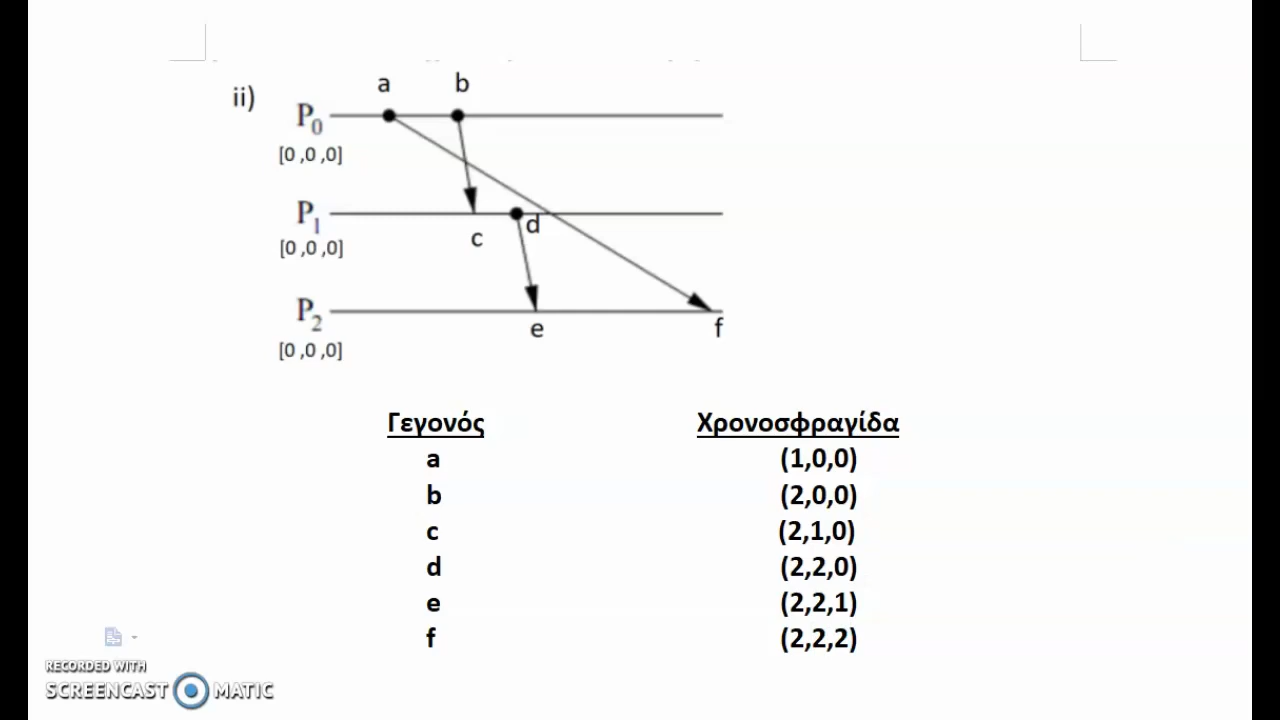 a b
ii)
P0
[0 ,0 ,0]
P1
d
c
[0 ,0 ,0]
P2
e f
[0 ,0 ,0]
Γεγονός Χρονοσφραγίδα
a (1,0,0)
b (2,0,0)
c (2,1,0)
d (2,2,0)
e (2,2,1)
f (2,2,2)
RECORDED WITH
SCREENCAST MATIC